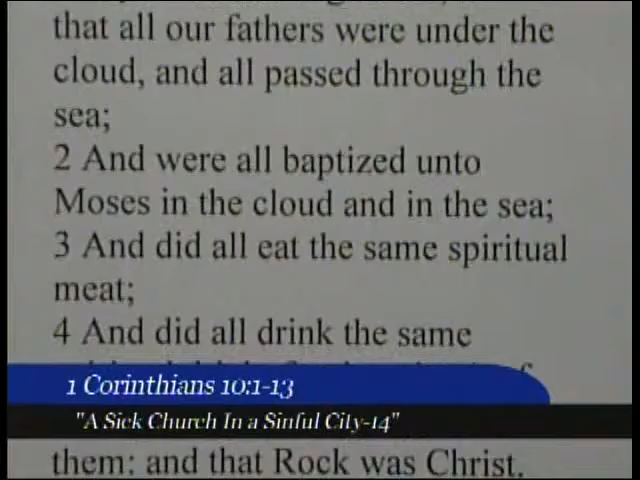 that all our fathers were under the
cloud, and all passed through the
sea;
2 And were all baptized unto
Moses in the cloud and in the sea;
3 And did all eat the same spiritual
meat;
4 And did all drink the same
1 Corinthians 10:1-13
"A Sick Church In a Sinful City-14"
them: and that Rock was Christ.